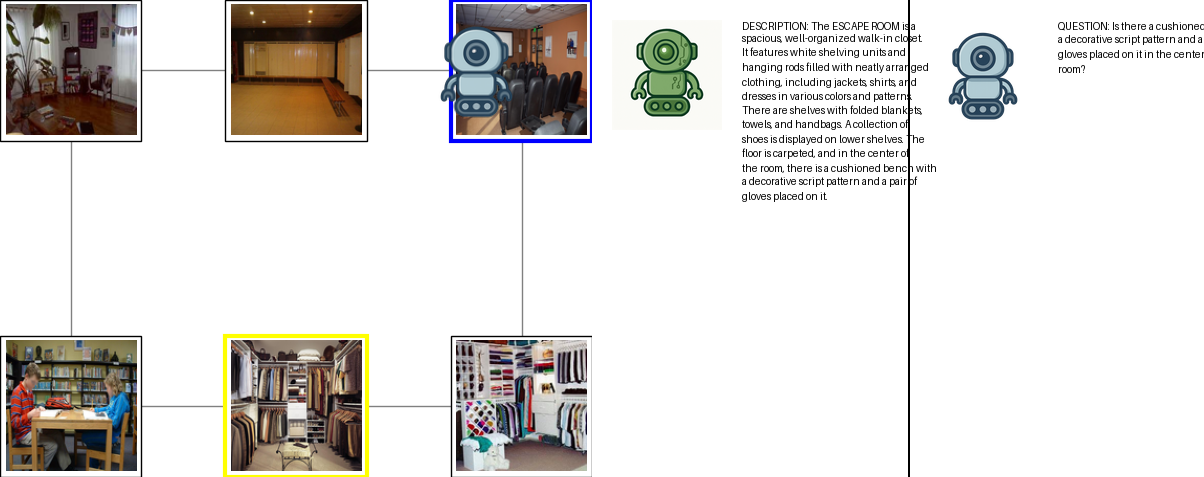 DESCRIPTION: The ESCAPE ROOM is a
spacious, well-organized walk-in closet.
It features white shelving units and
hanging rods filled with neatly arranged
clothing, including jackets, shirts, and
dresses in various colors and patterns.
There are shelves with folded blankets,
towels, and handbags. A collection of
shoes is displayed on lower shelves. The
floor is carpeted, and in the center of
the room, there is a cushioned bench with
a decorative script pattern and a pair of
gloves placed on it.
QUESTION: Is there a cushioned
a decorative script pattern and a
gloves placed on it in the center
room?